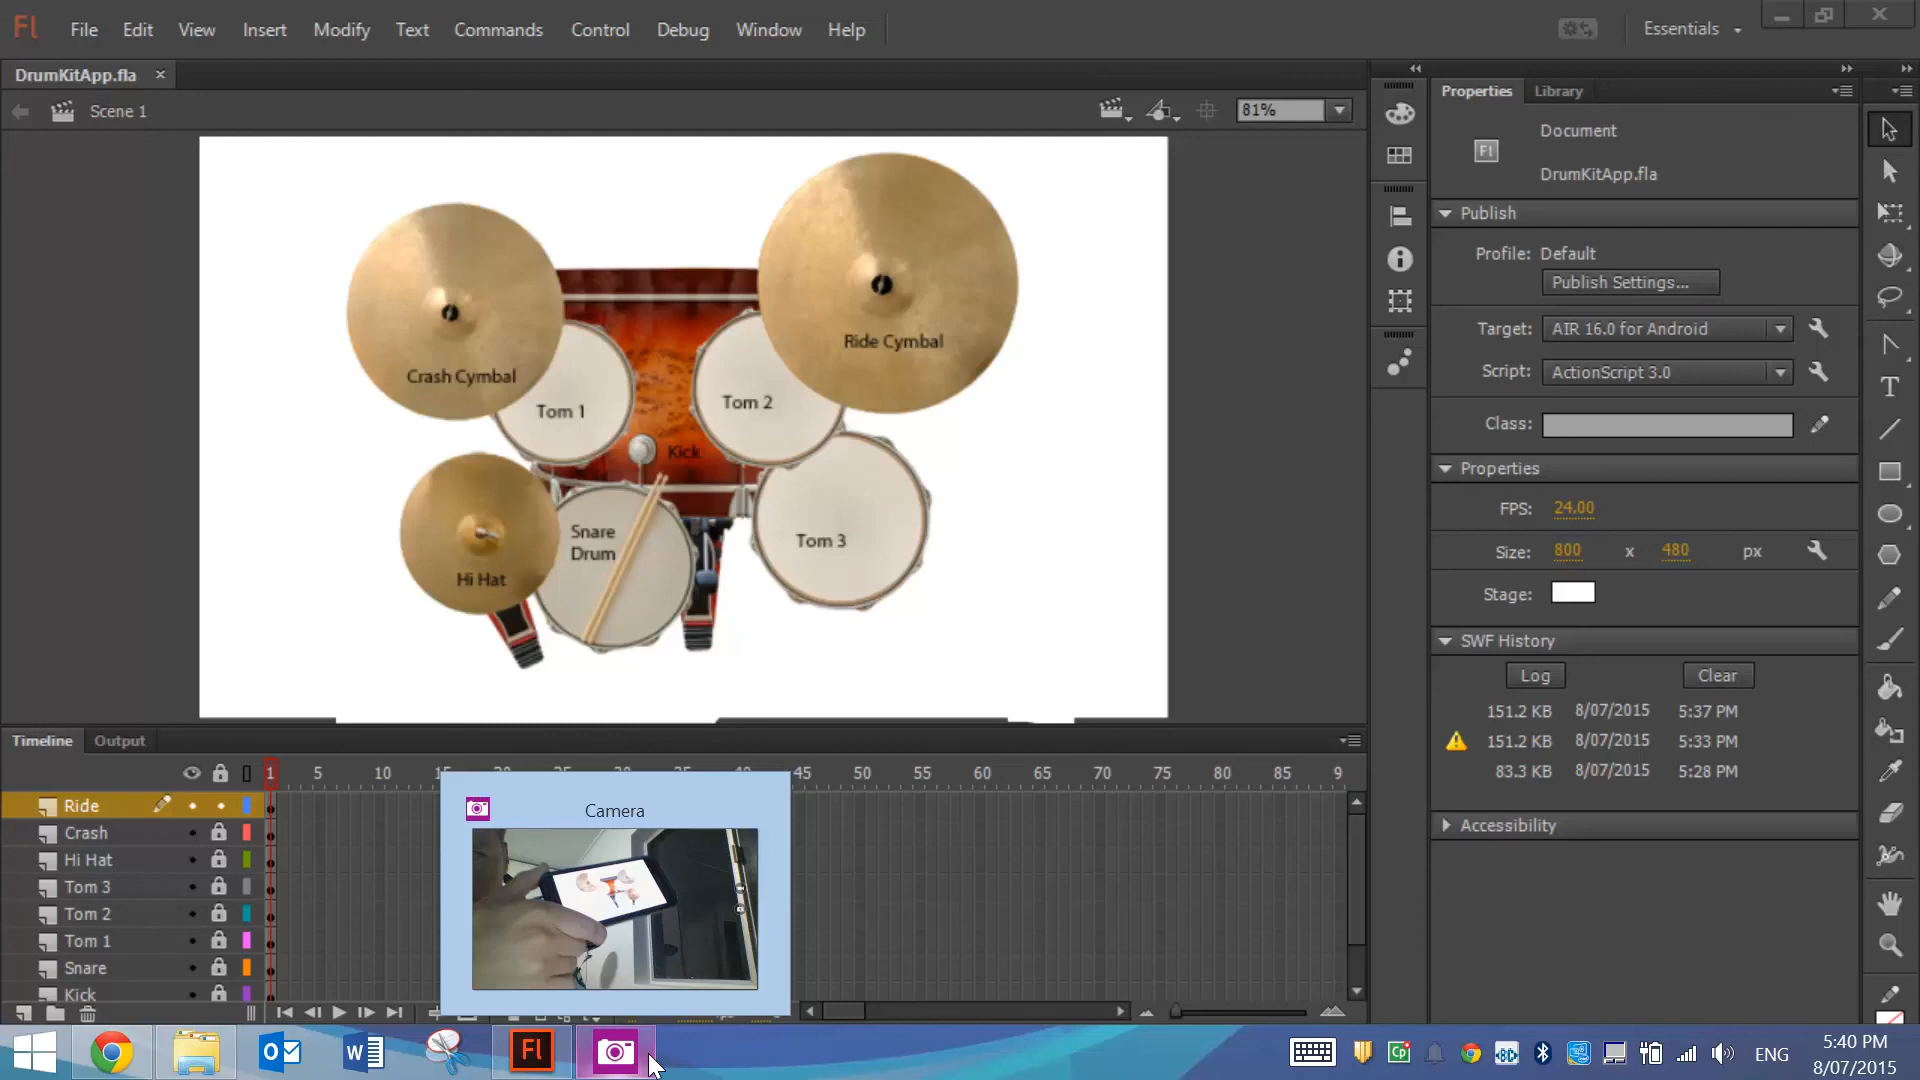 Fl File Edit View Insert Modify Text Commands Control Debug Window Help Essentials
DrumKitApp.fla
Scene 1
81%
Crash Cymbal
Ride Cymbal
Tom 1
Tom 2
Kick
Snare
Drum
Tom 3
Hi Hat
Properties Library
Document
Fl
DrumKitApp.fla
Publish
Profile: Default
Publish Settings...
Target: AIR 16.0 for Android
Script: ActionScript 3.0
Class:
Properties
FPS: 24.00
Size: 800 x 480 px
Stage:
SWF History
Log Clear
151.2 KB 8/07/2015 5:37 PM
151.2 KB 8/07/2015 5:33 PM
83.3 KB 8/07/2015 5:28 PM
Accessibility
Timeline Output
1 5 10 45 50 55 60 65 70 75 80 85 9
Ride
Crash
Hi Hat
Tom 3
Tom 2
Tom 1
Snare
Kick
Camera
Fl
ENG
5:40 PM
8/07/2015